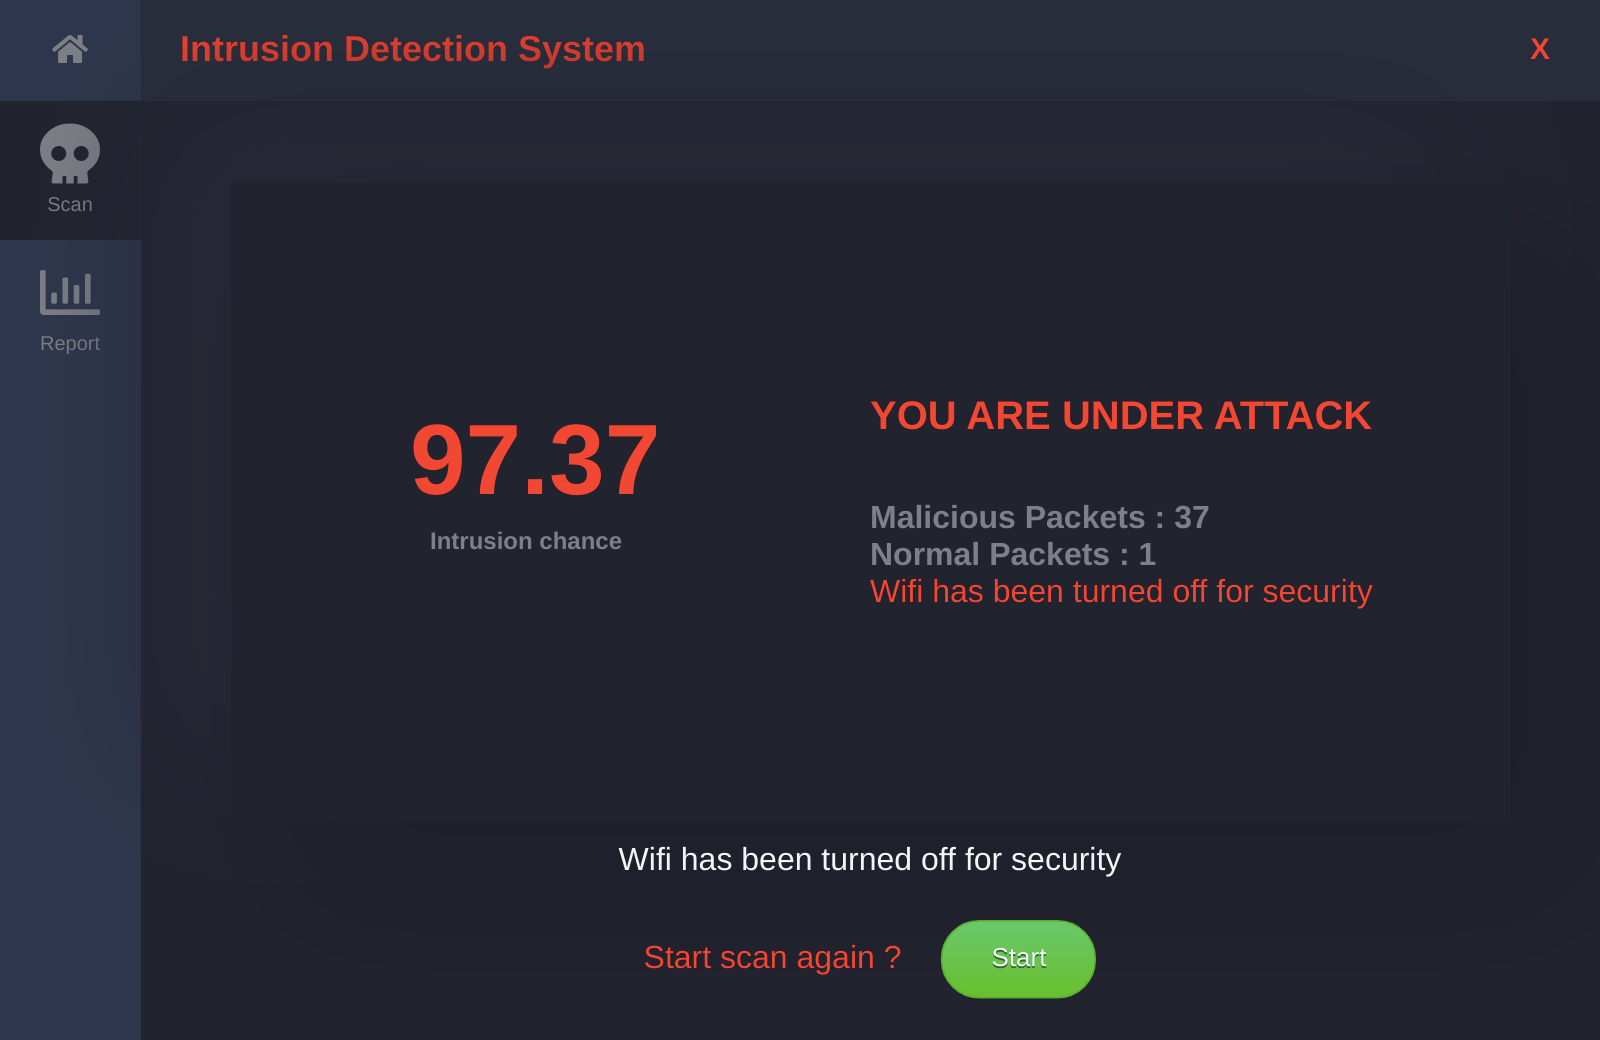 Intrusion Detection System
X
Scan
Report
97.37
Intrusion chance
YOU ARE UNDER ATTACK
Malicious Packets : 37
Normal Packets : 1
Wifi has been turned off for security
Wifi has been turned off for security
Start scan again ?
Start